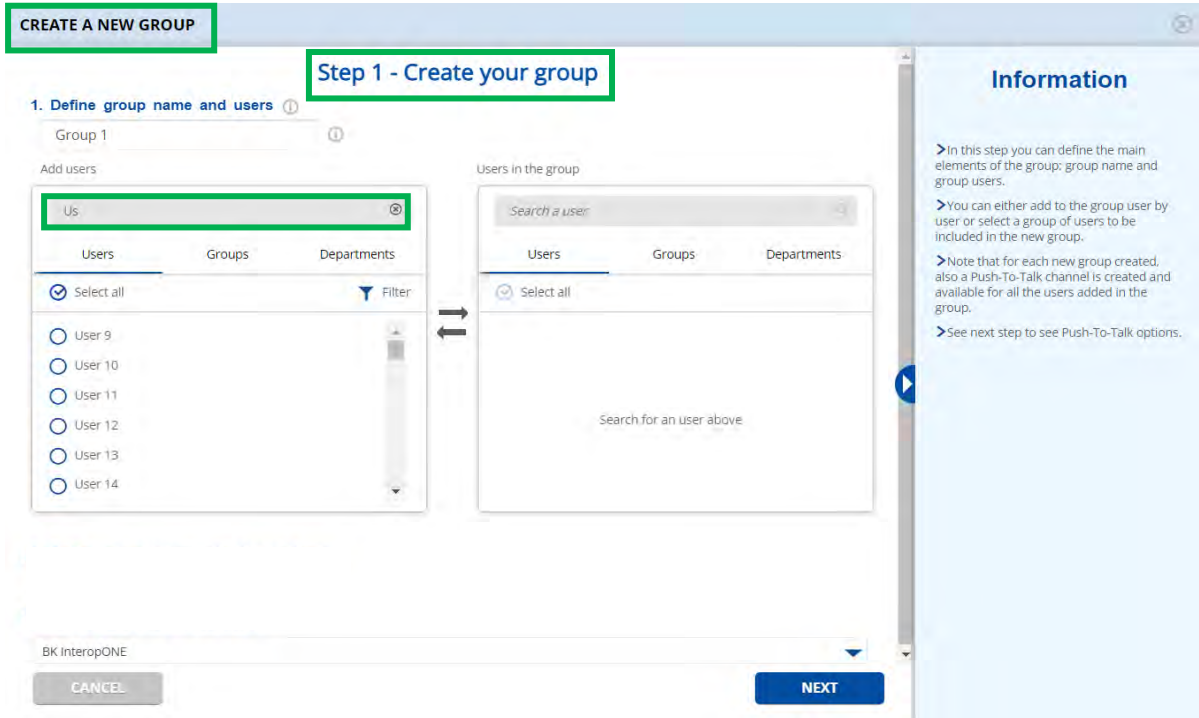 CREATE A NEW GROUP
Step 1 - Create your group
1. Define group name and users
Group 1
Add users
Us
Users Groups Departments
Select all Filter
User 9
User 10
User 11
User 12
User 13
User 14
Users in the group
Search a user
Users Groups Departments
Select all
Search for an user above
BK InteropONE
CANCEL
NEXT
Information
In this step you can define the main
elements of the group: group name and
group users.
You can either add to the group user by
user or select a group of users to be
included in the new group.
Note that for each new group created,
also a Push-To-Talk channel is created and
available for all the users added in the
group.
See next step to see Push-To-Talk options.